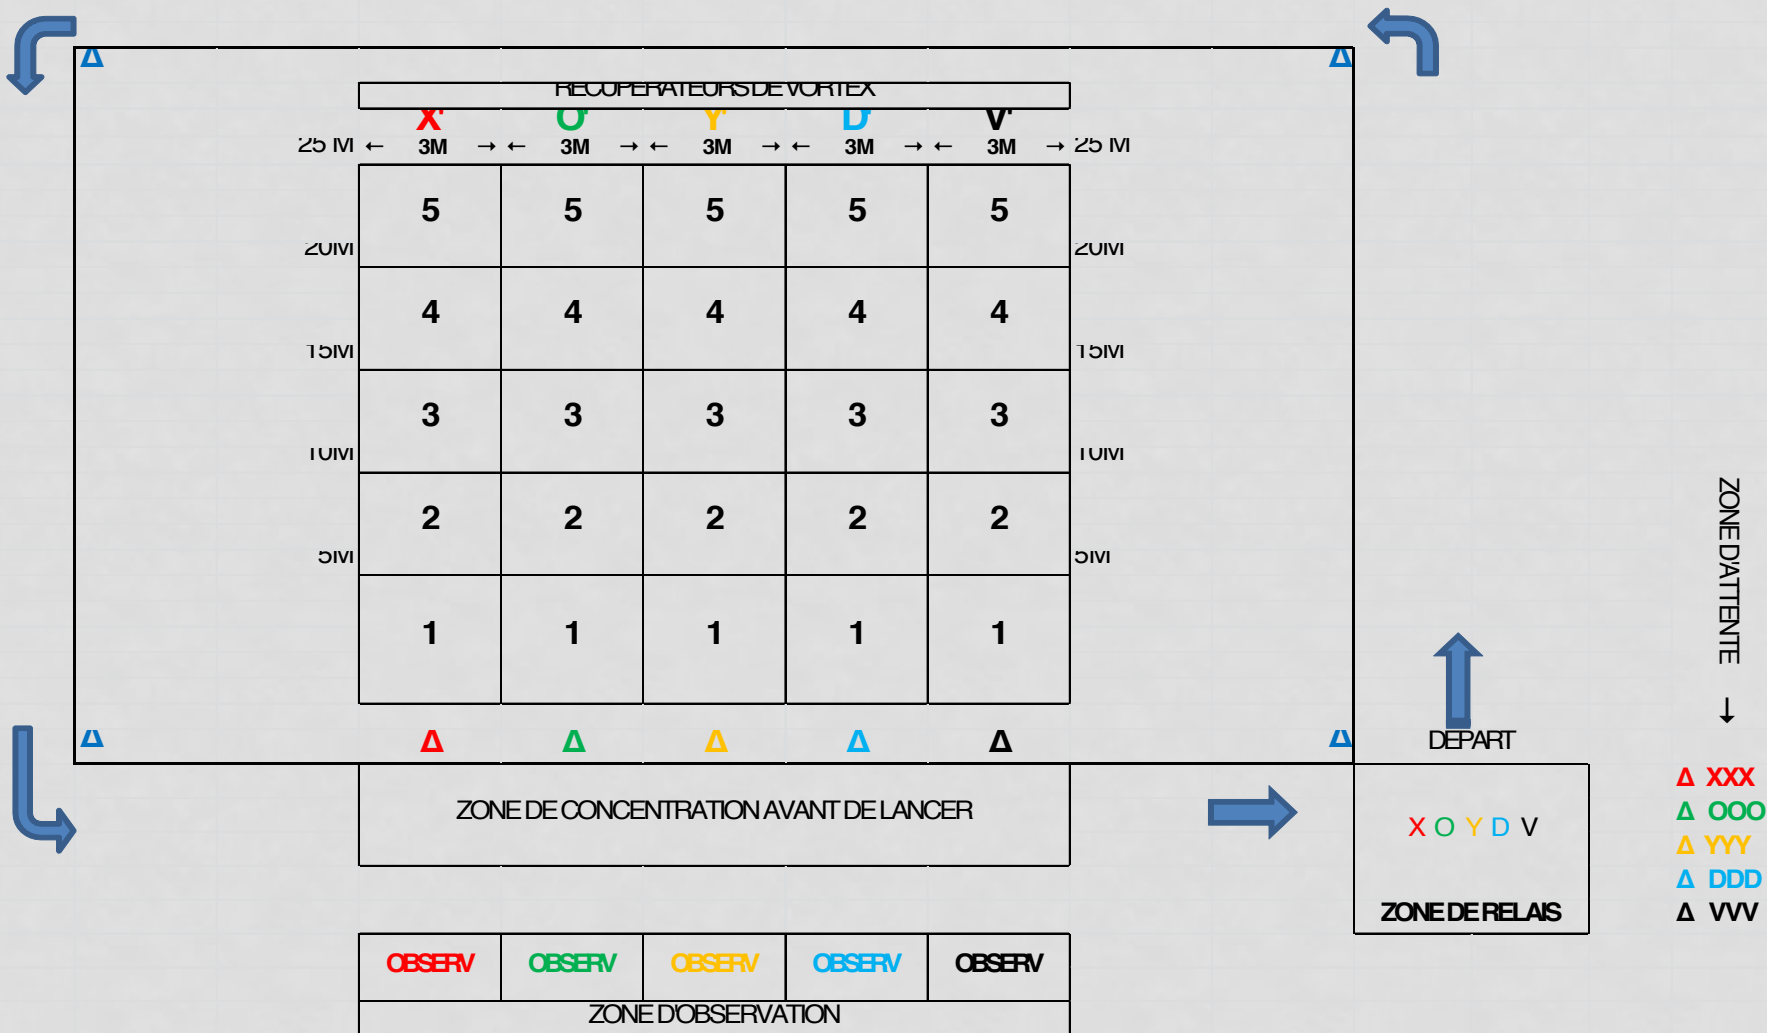 Δ Δ
RECUPERATEURS DE VORTEX
X' O' Y' D' V'
25 M ← 3M → ← 3M → ← 3M → ← 3M → ← 3M → 25 M
5 5 5 5 5
20M 20M
4 4 4 4 4
15M 15M
3 3 3 3 3
10M 10M
2 2 2 2 2
5M 5M
1 1 1 1 1
Δ Δ Δ Δ Δ Δ Δ
DEPART
ZONE D'ATTENTE →
ZONE DE CONCENTRATION AVANT DE LANCER
X O Y D V
ZONE DE RELAIS
Δ XXX
Δ OOO
Δ YYY
Δ DDD
Δ VVV
OBSERV OBSERV OBSERV OBSERV OBSERV
ZONE D'OBSERVATION